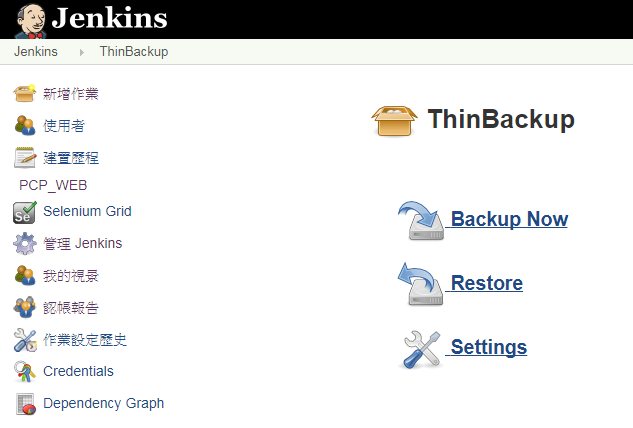 Jenkins
Jenkins ThinBackup
新增作業
使用者
建置歷程
PCP_WEB
Selenium Grid
管理 Jenkins
我的視景
認帳報告
作業設定歷史
Credentials
Dependency Graph
ThinBackup
Backup Now
Restore
Settings
Se